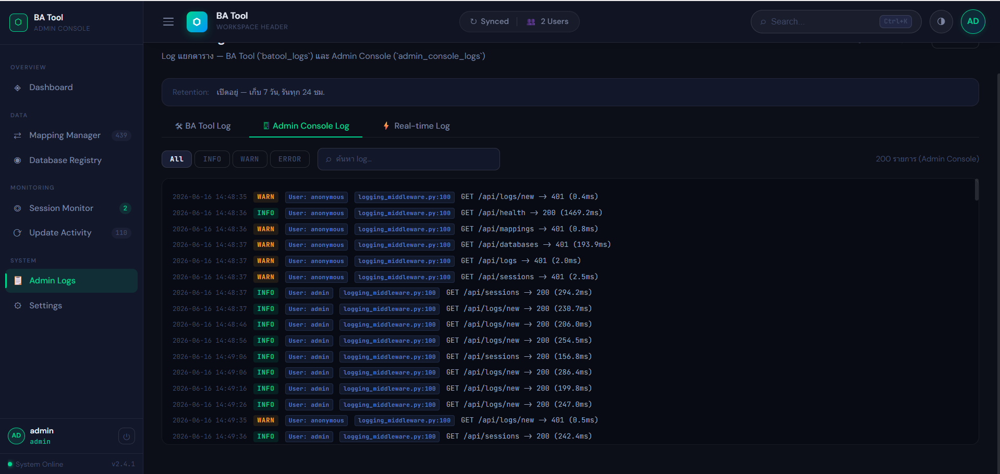 BA Tool
ADMIN CONSOLE
OVERVIEW
Dashboard
DATA
Mapping Manager 439
Database Registry
MONITORING
Session Monitor 2
Update Activity 110
SYSTEM
Admin Logs
Settings
AD admin
admin
System Online v2.4.1
BA Tool
WORKSPACE HEADER
Synced 2 Users
Search... Ctrl+K
AD
Log แยกตาราง — BA Tool (`batool_logs`) และ Admin Console (`admin_console_logs`)
Retention: เปิดอยู่ — เก็บ 7 วัน, รันทุก 24 ชม.
BA Tool Log Admin Console Log Real-time Log
All INFO WARN ERROR ค้นหา log... 200 รายการ (Admin Console)
2026-06-16 14:48:35 WARN User: anonymous logging_middleware.py:100 GET /api/logs/new → 401 (0.4ms)
2026-06-16 14:48:36 INFO User: anonymous logging_middleware.py:100 GET /api/health → 200 (1469.2ms)
2026-06-16 14:48:36 WARN User: anonymous logging_middleware.py:100 GET /api/mappings → 401 (0.8ms)
2026-06-16 14:48:37 WARN User: anonymous logging_middleware.py:100 GET /api/databases → 401 (193.9ms)
2026-06-16 14:48:37 WARN User: anonymous logging_middleware.py:100 GET /api/logs → 401 (2.0ms)
2026-06-16 14:48:37 WARN User: anonymous logging_middleware.py:100 GET /api/sessions → 401 (2.5ms)
2026-06-16 14:48:37 INFO User: admin logging_middleware.py:100 GET /api/sessions → 200 (294.2ms)
2026-06-16 14:48:37 INFO User: admin logging_middleware.py:100 GET /api/logs/new → 200 (230.7ms)
2026-06-16 14:48:46 INFO User: admin logging_middleware.py:100 GET /api/logs/new → 200 (206.0ms)
2026-06-16 14:48:56 INFO User: admin logging_middleware.py:100 GET /api/logs/new → 200 (254.5ms)
2026-06-16 14:49:06 INFO User: admin logging_middleware.py:100 GET /api/sessions → 200 (156.8ms)
2026-06-16 14:49:06 INFO User: admin logging_middleware.py:100 GET /api/logs/new → 200 (286.4ms)
2026-06-16 14:49:16 INFO User: admin logging_middleware.py:100 GET /api/logs/new → 200 (199.8ms)
2026-06-16 14:49:26 INFO User: admin logging_middleware.py:100 GET /api/logs/new → 200 (247.0ms)
2026-06-16 14:49:35 WARN User: anonymous logging_middleware.py:100 GET /api/logs/new → 401 (0.5ms)
2026-06-16 14:49:36 INFO User: admin logging_middleware.py:100 GET /api/sessions → 200 (242.4ms)